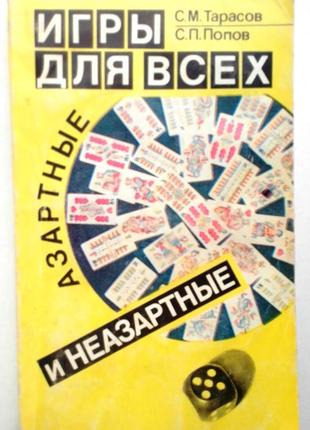 ИГРЫ
ДЛЯ ВСЕХ
С.М. Тарасов
С.П. Попов
АЗАРТНЫЕ
И НЕАЗАРТНЫЕ